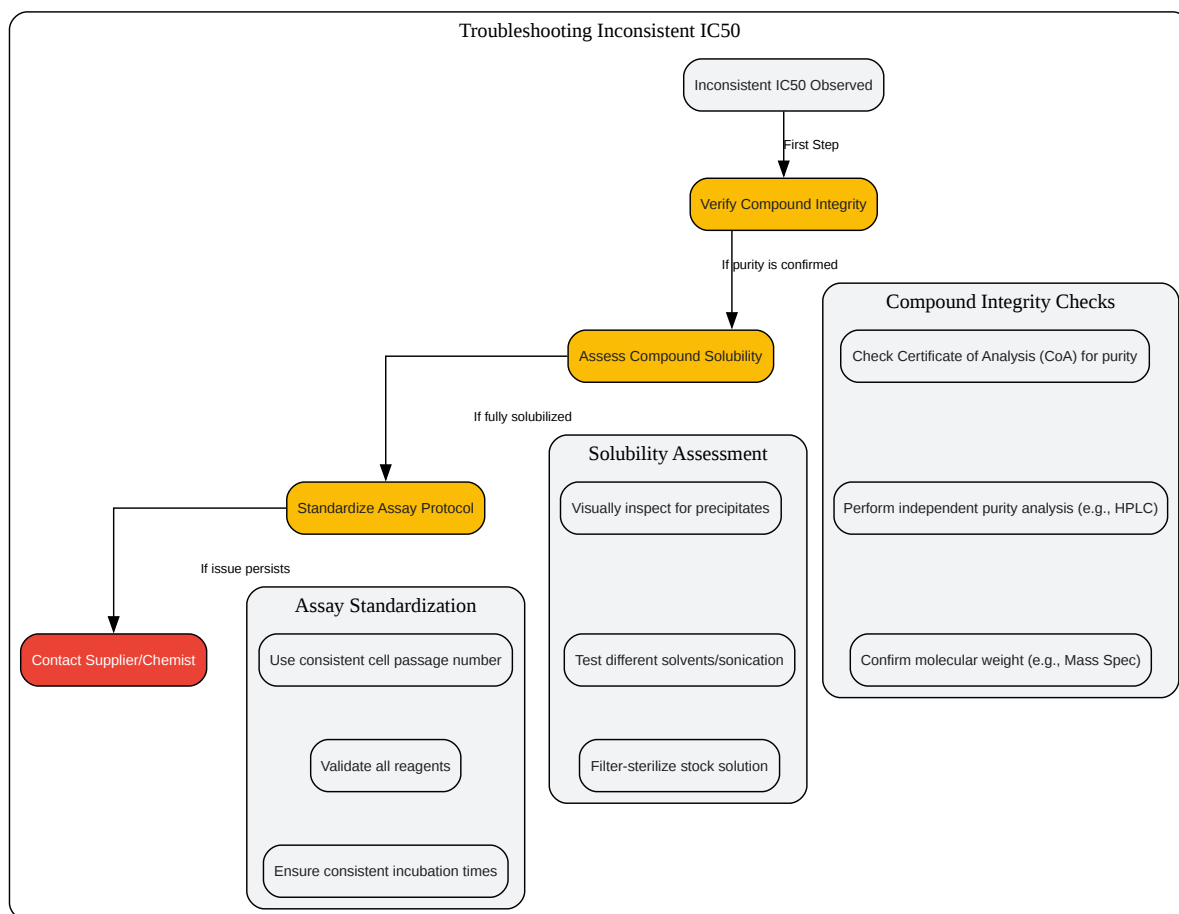 Troubleshooting Inconsistent IC50
Inconsistent IC50 Observed
First Step
Verify Compound Integrity
If purity is confirmed
Assess Compound Solubility
If fully solubilized
Standardize Assay Protocol
If issue persists
Contact Supplier/Chemist
Assay Standardization
Use consistent cell passage number
Validate all reagents
Ensure consistent incubation times
Solubility Assessment
Visually inspect for precipitates
Test different solvents/sonication
Filter-sterilize stock solution
Compound Integrity Checks
Check Certificate of Analysis (CoA) for purity
Perform independent purity analysis (e.g., HPLC)
Confirm molecular weight (e.g., Mass Spec)